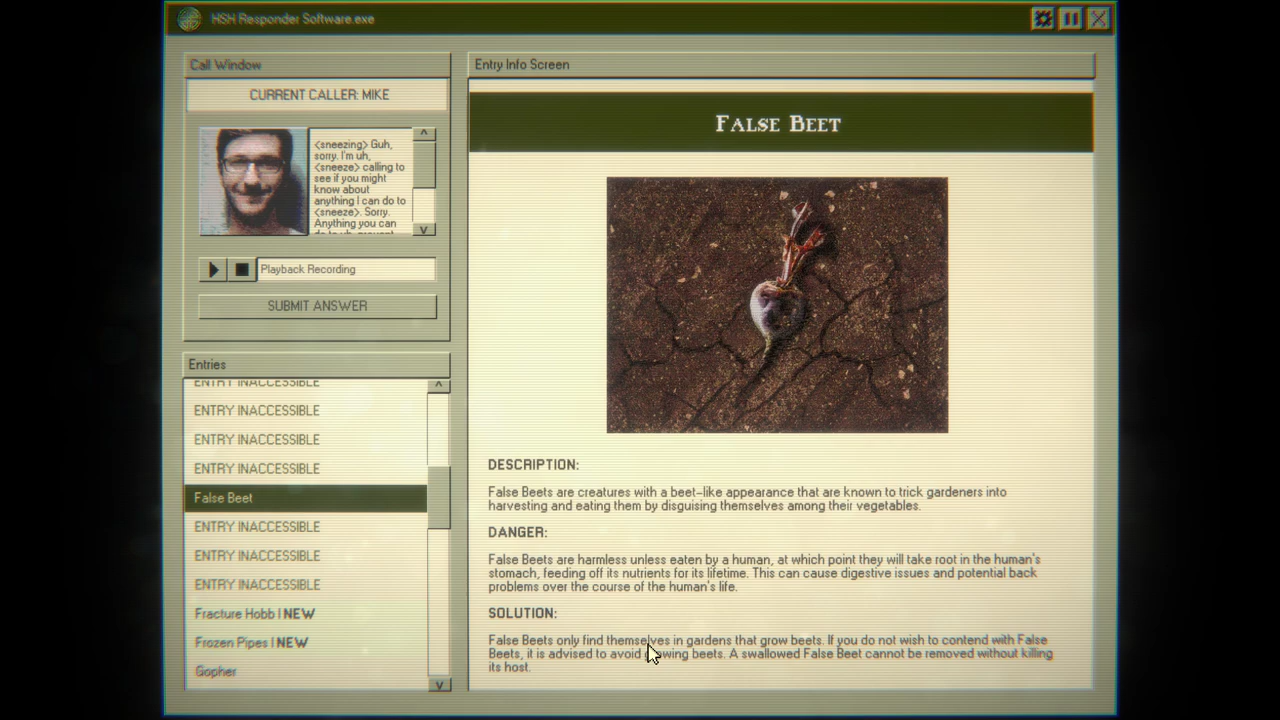 HSH Responder Software.exe
Call Window
CURRENT CALLER: MIKE
<sneezing> Guh,
sorry. I'm uh,
<sneeze> calling to
see if you might
know about
anything I can do to
<sneeze>. Sorry.
Anything you can
Playback Recording
SUBMIT ANSWER
Entries
ENTRY INACCESSIBLE
ENTRY INACCESSIBLE
ENTRY INACCESSIBLE
ENTRY INACCESSIBLE
False Beet
ENTRY INACCESSIBLE
ENTRY INACCESSIBLE
ENTRY INACCESSIBLE
Fracture Hobb | NEW
Frozen Pipes | NEW
Gopher
Entry Info Screen
FALSE BEET
DESCRIPTION:
False Beets are creatures with a beet-like appearance that are known to trick gardeners into
harvesting and eating them by disguising themselves among their vegetables.
DANGER:
False Beets are harmless unless eaten by a human, at which point they will take root in the human's
stomach, feeding off its nutrients for its lifetime. This can cause digestive issues and potential back
problems over the course of the human's life.
SOLUTION:
False Beets only find themselves in gardens that grow beets. If you do not wish to contend with False
Beets, it is advised to avoid growing beets. A swallowed False Beet cannot be removed without killing
its host.